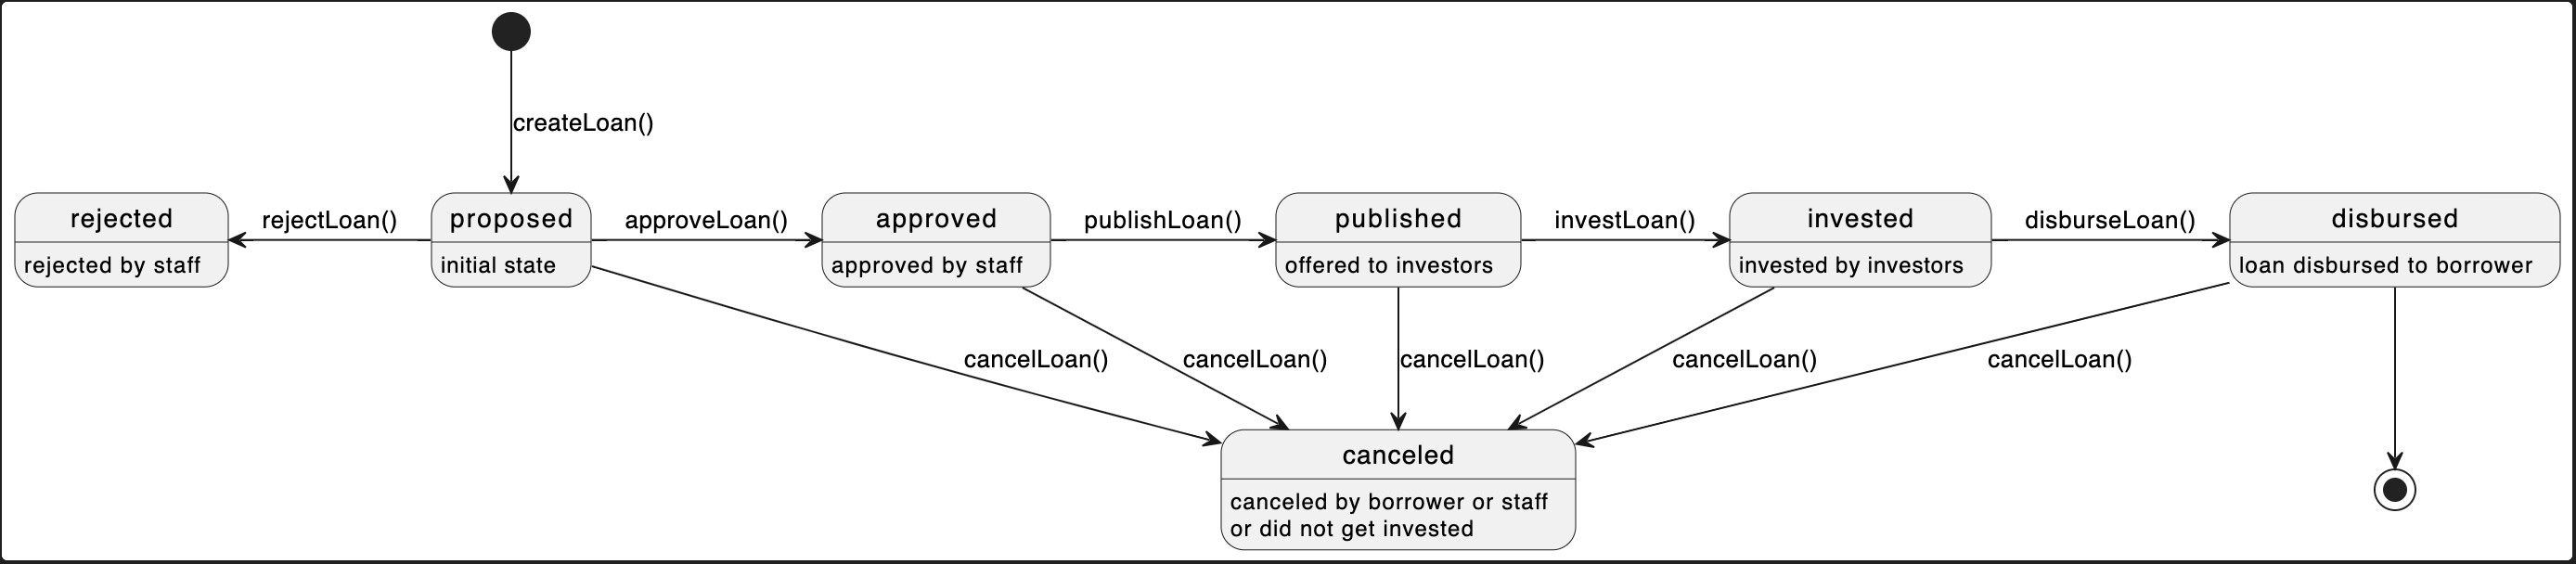 createLoan()
rejected
rejected by staff
rejectLoan()
proposed
initial state
approveLoan()
approved
approved by staff
publishLoan()
published
offered to investors
investLoan()
invested
invested by investors
disburseLoan()
disbursed
loan disbursed to borrower
cancelLoan()
cancelLoan()
cancelLoan()
cancelLoan()
cancelLoan()
canceled
canceled by borrower or staff
or did not get invested